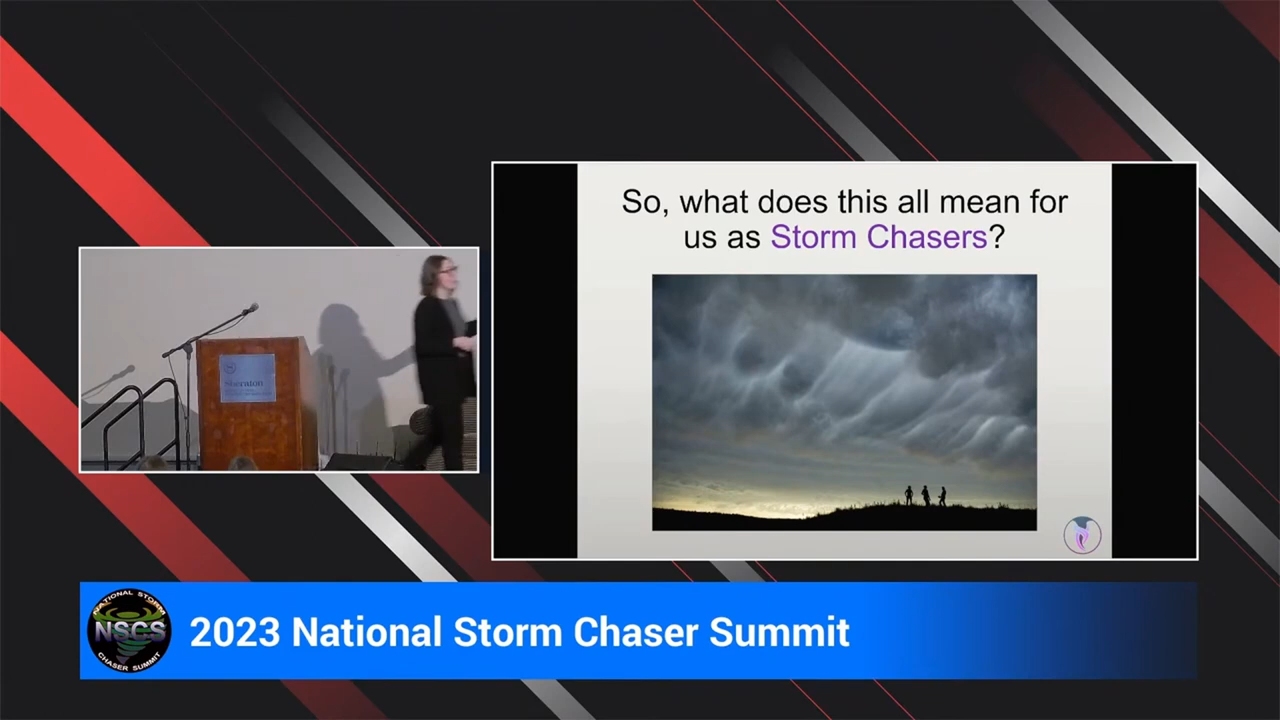 So, what does this all mean for
us as Storm Chasers?
Sheraton
NATIONAL STORM
NSCS
CHASER SUMMIT
2023 National Storm Chaser Summit